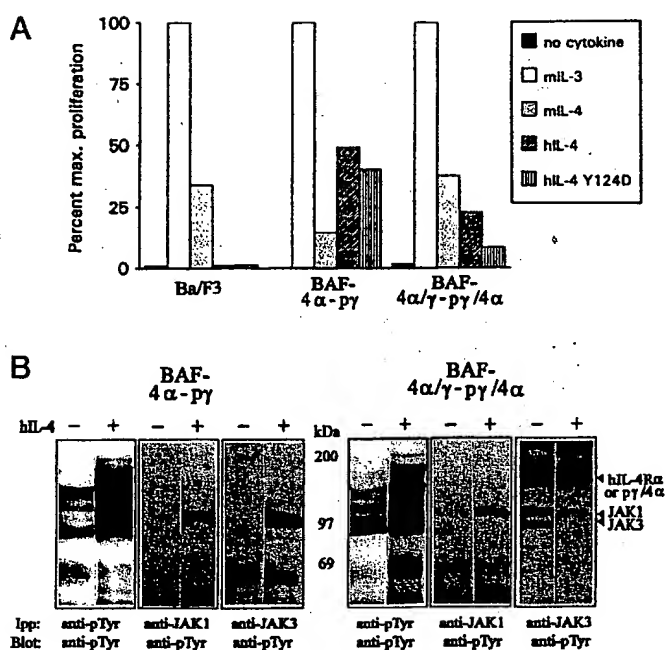 A
Percent max. proliferation
100
75
50
25
0
Ba/F3
BAF-
4α-pγ
BAF-
4α/γ-pγ/4α
no cytokine
mIL-3
mIL-4
hIL-4
hIL-4 Y124D
B
BAF-
4α-pγ
BAF-
4α/γ-pγ/4α
hIL-4 − + − + − + kDa − + − + − +
200
97
69
hIL-4Rα
or pγ/4α
JAK1
JAK3
Ipp: anti-pTyr anti-JAK1 anti-JAK3 anti-pTyr anti-JAK1 anti-JAK3
Blot: anti-pTyr anti-pTyr anti-pTyr anti-pTyr anti-pTyr anti-pTyr